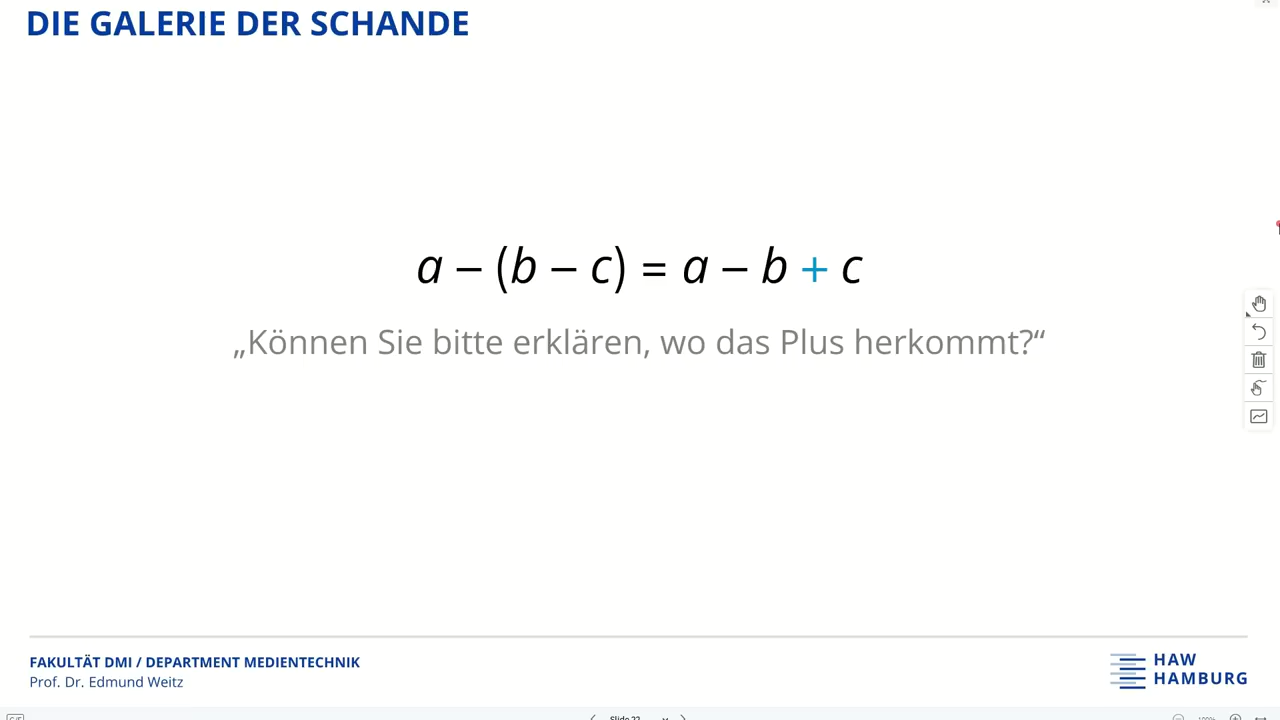 DIE GALERIE DER SCHANDE
a − (b − c) = a − b + c
„Können Sie bitte erklären, wo das Plus herkommt?“
FAKULTÄT DMI / DEPARTMENT MEDIENTECHNIK
Prof. Dr. Edmund Weitz
HAW
HAMBURG